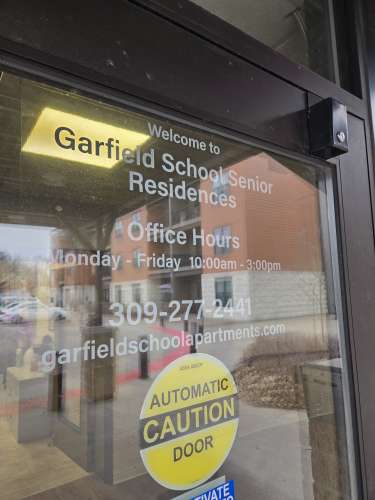 Welcome to
Garfield School Senior
Residences
Office Hours
Monday - Friday 10:00am - 3:00pm
309-277-2441
garfieldschoolapartments.com
AUTOMATIC
CAUTION
DOOR